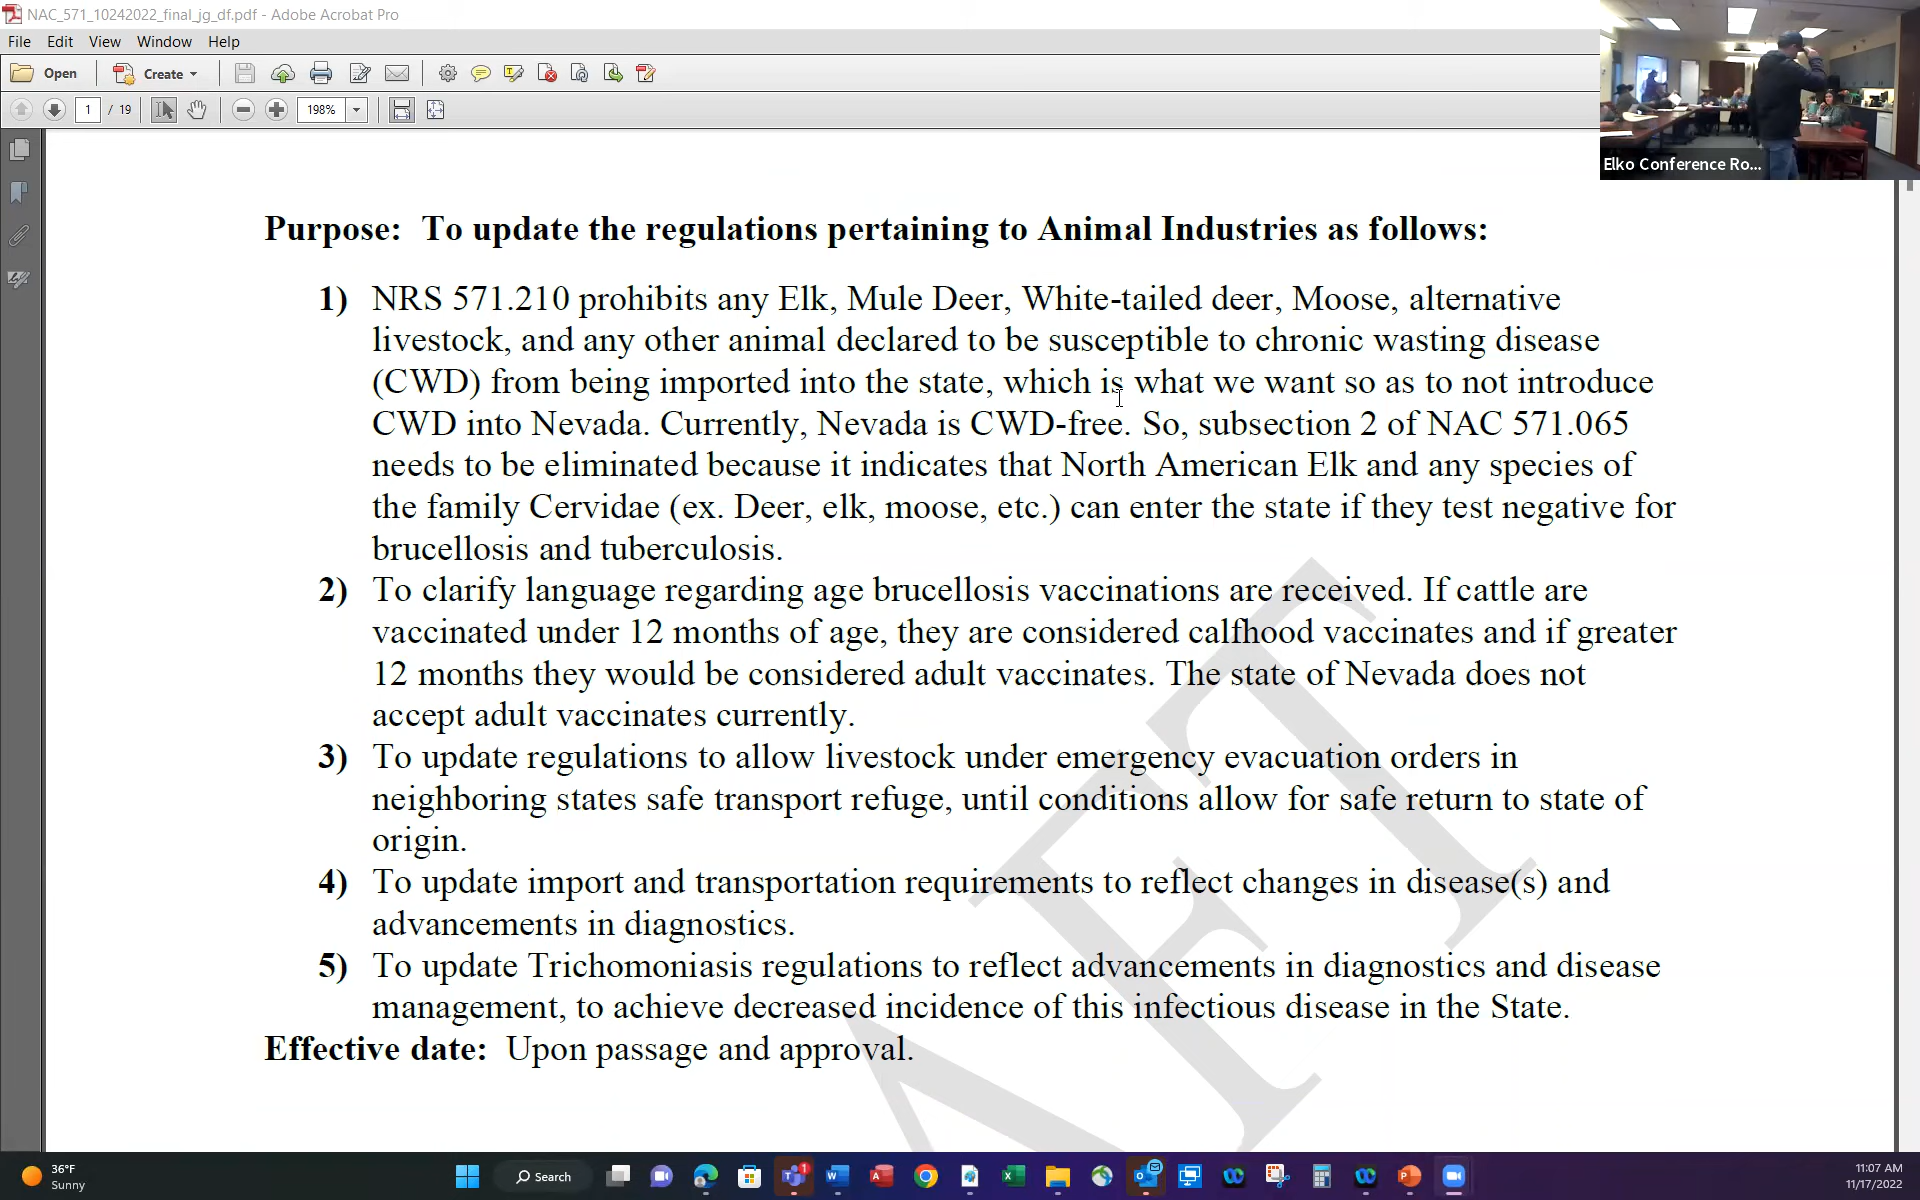 NAC_571_10242022_final_jg_df.pdf - Adobe Acrobat Pro
File Edit View Window Help
Open Create
1 / 19 198%
Elko Conference Ro...
Purpose: To update the regulations pertaining to Animal Industries as follows:
1) NRS 571.210 prohibits any Elk, Mule Deer, White-tailed deer, Moose, alternative
livestock, and any other animal declared to be susceptible to chronic wasting disease
(CWD) from being imported into the state, which is what we want so as to not introduce
CWD into Nevada. Currently, Nevada is CWD-free. So, subsection 2 of NAC 571.065
needs to be eliminated because it indicates that North American Elk and any species of
the family Cervidae (ex. Deer, elk, moose, etc.) can enter the state if they test negative for
brucellosis and tuberculosis.
2) To clarify language regarding age brucellosis vaccinations are received. If cattle are
vaccinated under 12 months of age, they are considered calfhood vaccinates and if greater
12 months they would be considered adult vaccinates. The state of Nevada does not
accept adult vaccinates currently.
3) To update regulations to allow livestock under emergency evacuation orders in
neighboring states safe transport refuge, until conditions allow for safe return to state of
origin.
4) To update import and transportation requirements to reflect changes in disease(s) and
advancements in diagnostics.
5) To update Trichomoniasis regulations to reflect advancements in diagnostics and disease
management, to achieve decreased incidence of this infectious disease in the State.
Effective date: Upon passage and approval.
AFT
36°F
Sunny
Search
1
11:07 AM
11/17/2022